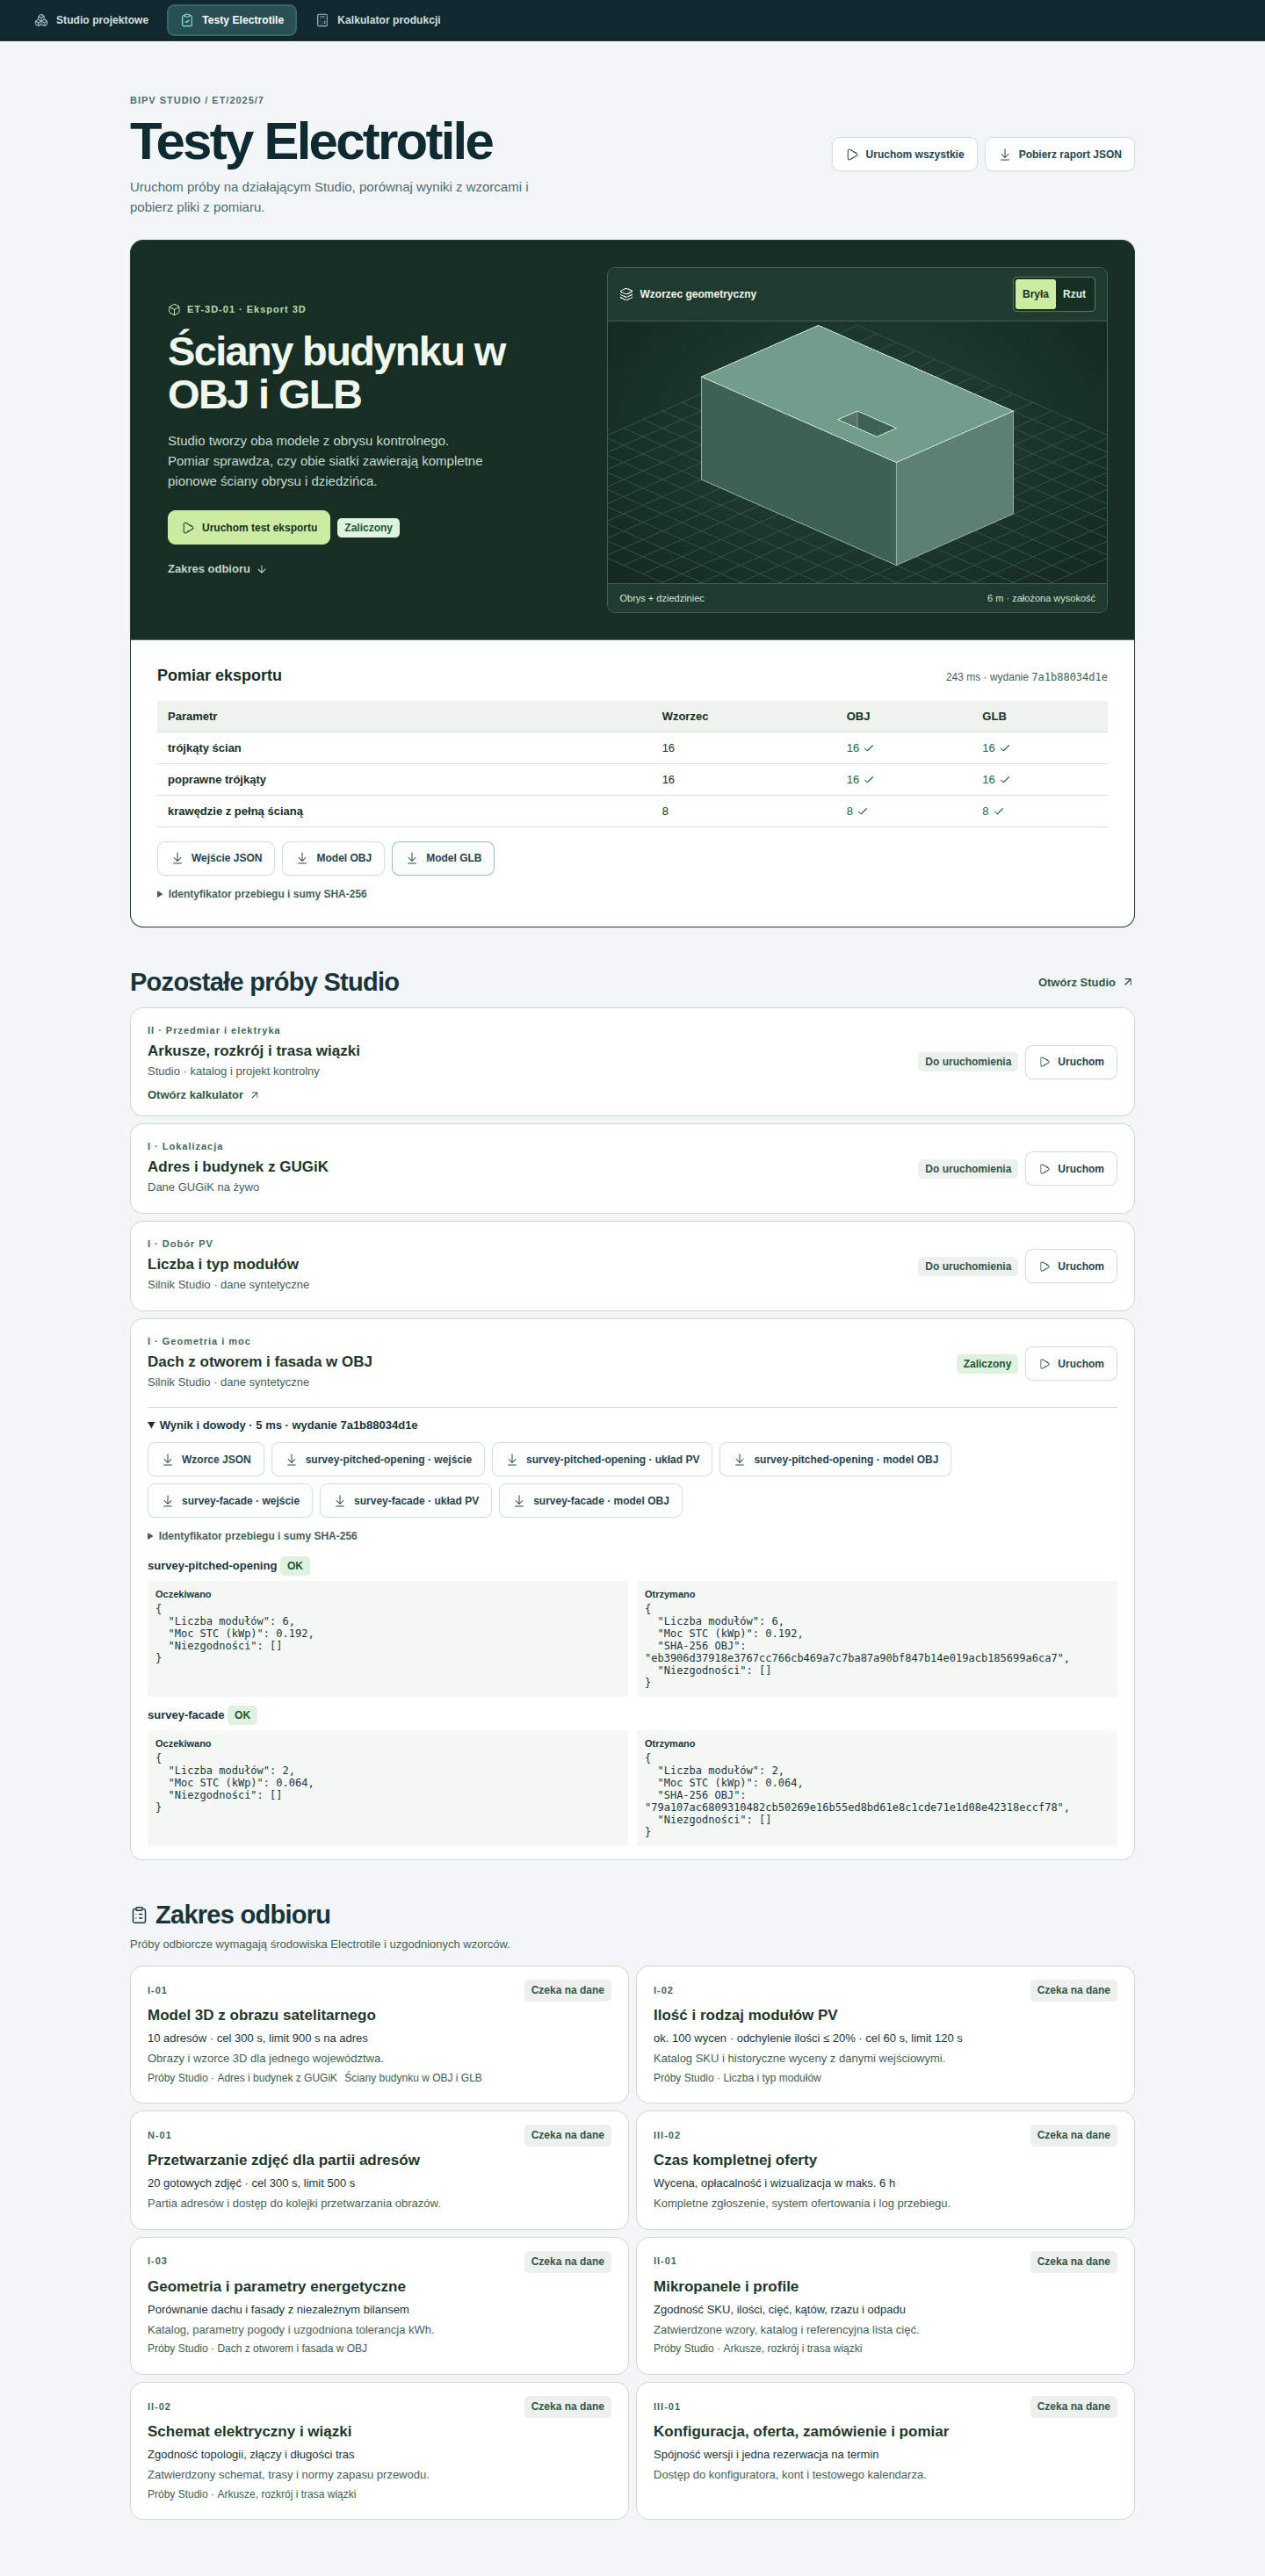 Studio projektowe
Testy Electrotile
Kalkulator produkcji
BIPV STUDIO / ET/2025/7
Testy Electrotile
Uruchom próby na działającym Studio, porównaj wyniki z wzorcami i
pobierz pliki z pomiaru.
Uruchom wszystkie
Pobierz raport JSON
ET-3D-01 · Eksport 3D
Ściany budynku w
OBJ i GLB
Studio tworzy oba modele z obrysu kontrolnego.
Pomiar sprawdza, czy obie siatki zawierają kompletne
pionowe ściany obrysu i dziedzińca.
Uruchom test eksportu
Zaliczony
Zakres odbioru
Wzorzec geometryczny
Bryła
Rzut
Obrys + dziedziniec
6 m · założona wysokość
Pomiar eksportu
243 ms · wydanie 7a1b88034d1e
Parametr Wzorzec OBJ GLB
trójkąty ścian 16 16 16
poprawne trójkąty 16 16 16
krawędzie z pełną ścianą 8 8 8
Wejście JSON
Model OBJ
Model GLB
Identyfikator przebiegu i sumy SHA-256
Pozostałe próby Studio
Otwórz Studio
II · Przedmiar i elektryka
Arkusze, rozkrój i trasa wiązki
Studio · katalog i projekt kontrolny
Otwórz kalkulator
Do uruchomienia
Uruchom
I · Lokalizacja
Adres i budynek z GUGiK
Dane GUGiK na żywo
Do uruchomienia
Uruchom
I · Dobór PV
Liczba i typ modułów
Silnik Studio · dane syntetyczne
Do uruchomienia
Uruchom
I · Geometria i moc
Dach z otworem i fasada w OBJ
Silnik Studio · dane syntetyczne
Zaliczony
Uruchom
Wynik i dowody · 5 ms · wydanie 7a1b88034d1e
Wzorce JSON
survey-pitched-opening · wejście
survey-pitched-opening · układ PV
survey-pitched-opening · model OBJ
survey-facade · wejście
survey-facade · układ PV
survey-facade · model OBJ
Identyfikator przebiegu i sumy SHA-256
survey-pitched-opening OK
Oczekiwano
{
"Liczba modułów": 6,
"Moc STC (kWp)": 0.192,
"Niezgodności": []
}
Otrzymano
{
"Liczba modułów": 6,
"Moc STC (kWp)": 0.192,
"SHA-256 OBJ":
"eb3906d37918e3767cc766cb469a7c7ba87a90bf847b14e019acb185699a6ca7",
"Niezgodności": []
}
survey-facade OK
Oczekiwano
{
"Liczba modułów": 2,
"Moc STC (kWp)": 0.064,
"Niezgodności": []
}
Otrzymano
{
"Liczba modułów": 2,
"Moc STC (kWp)": 0.064,
"SHA-256 OBJ":
"79a107ac6809310482cb50269e16b55ed8bd61e8c1cde71e1d08e42318eccf78",
"Niezgodności": []
}
Zakres odbioru
Próby odbiorcze wymagają środowiska Electrotile i uzgodnionych wzorców.
I-01
Czeka na dane
Model 3D z obrazu satelitarnego
10 adresów · cel 300 s, limit 900 s na adres
Obrazy i wzorce 3D dla jednego województwa.
Próby Studio · Adres i budynek z GUGiK Ściany budynku w OBJ i GLB
I-02
Czeka na dane
Ilość i rodzaj modułów PV
ok. 100 wycen · odchylenie ilości ≤ 20% · cel 60 s, limit 120 s
Katalog SKU i historyczne wyceny z danymi wejściowymi.
Próby Studio · Liczba i typ modułów
N-01
Czeka na dane
Przetwarzanie zdjęć dla partii adresów
20 gotowych zdjęć · cel 300 s, limit 500 s
Partia adresów i dostęp do kolejki przetwarzania obrazów.
III-02
Czeka na dane
Czas kompletnej oferty
Wycena, opłacalność i wizualizacja w maks. 6 h
Kompletne zgłoszenie, system ofertowania i log przebiegu.
I-03
Czeka na dane
Geometria i parametry energetyczne
Porównanie dachu i fasady z niezależnym bilansem
Katalog, parametry pogody i uzgodniona tolerancja kWh.
Próby Studio · Dach z otworem i fasada w OBJ
II-01
Czeka na dane
Mikropanele i profile
Zgodność SKU, ilości, cięć, kątów, rzazu i odpadu
Zatwierdzone wzory, katalog i referencyjna lista cięć.
Próby Studio · Arkusze, rozkrój i trasa wiązki
II-02
Czeka na dane
Schemat elektryczny i wiązki
Zgodność topologii, złączy i długości tras
Zatwierdzony schemat, trasy i normy zapasu przewodu.
Próby Studio · Arkusze, rozkrój i trasa wiązki
III-01
Czeka na dane
Konfiguracja, oferta, zamówienie i pomiar
Spójność wersji i jedna rezerwacja na termin
Dostęp do konfiguratora, kont i testowego kalendarza.